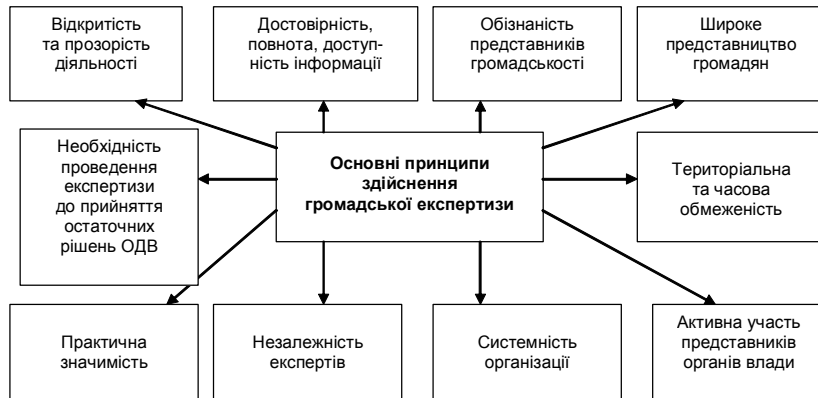 Відкритість
та прозорість
діяльності
Достовірність,
повнота, доступ-
ність інформації
Обізнаність
представників
громадськості
Широке
представництво
громадян
Необхідність
проведення
експертизи
до прийняття
остаточних
рішень ОДВ
Основні принципи
здійснення
громадської експертизи
Територіальна
та часова
обмеженість
Практична
значимість
Незалежність
експертів
Системність
організації
Активна участь
представників
органів влади